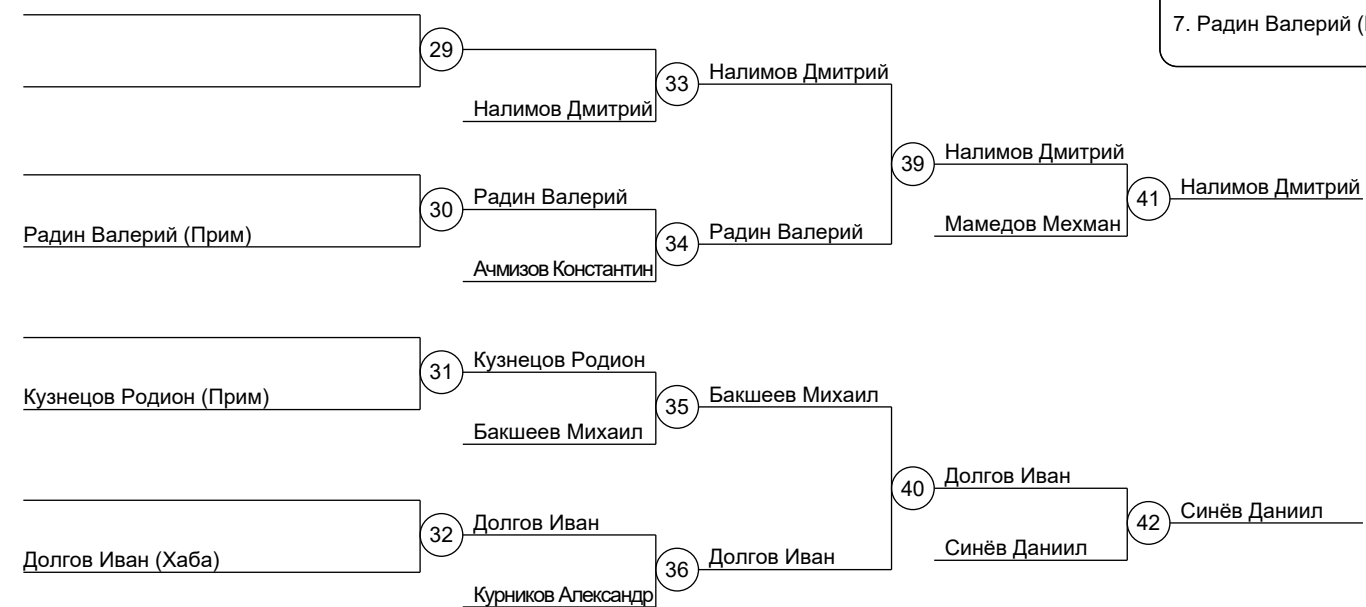 7. Радин Валерий (
29
33
Налимов Дмитрий
Налимов Дмитрий
39
Налимов Дмитрий
41
Налимов Дмитрий
Мамедов Мехман
Радин Валерий (Прим)
30
Радин Валерий
34
Радин Валерий
Ачмизов Константин
Кузнецов Родион (Прим)
31
Кузнецов Родион
35
Бакшеев Михаил
Бакшеев Михаил
40
Долгов Иван
42
Синёв Даниил
Синёв Даниил
Долгов Иван (Хаба)
32
Долгов Иван
36
Долгов Иван
Курников Александр